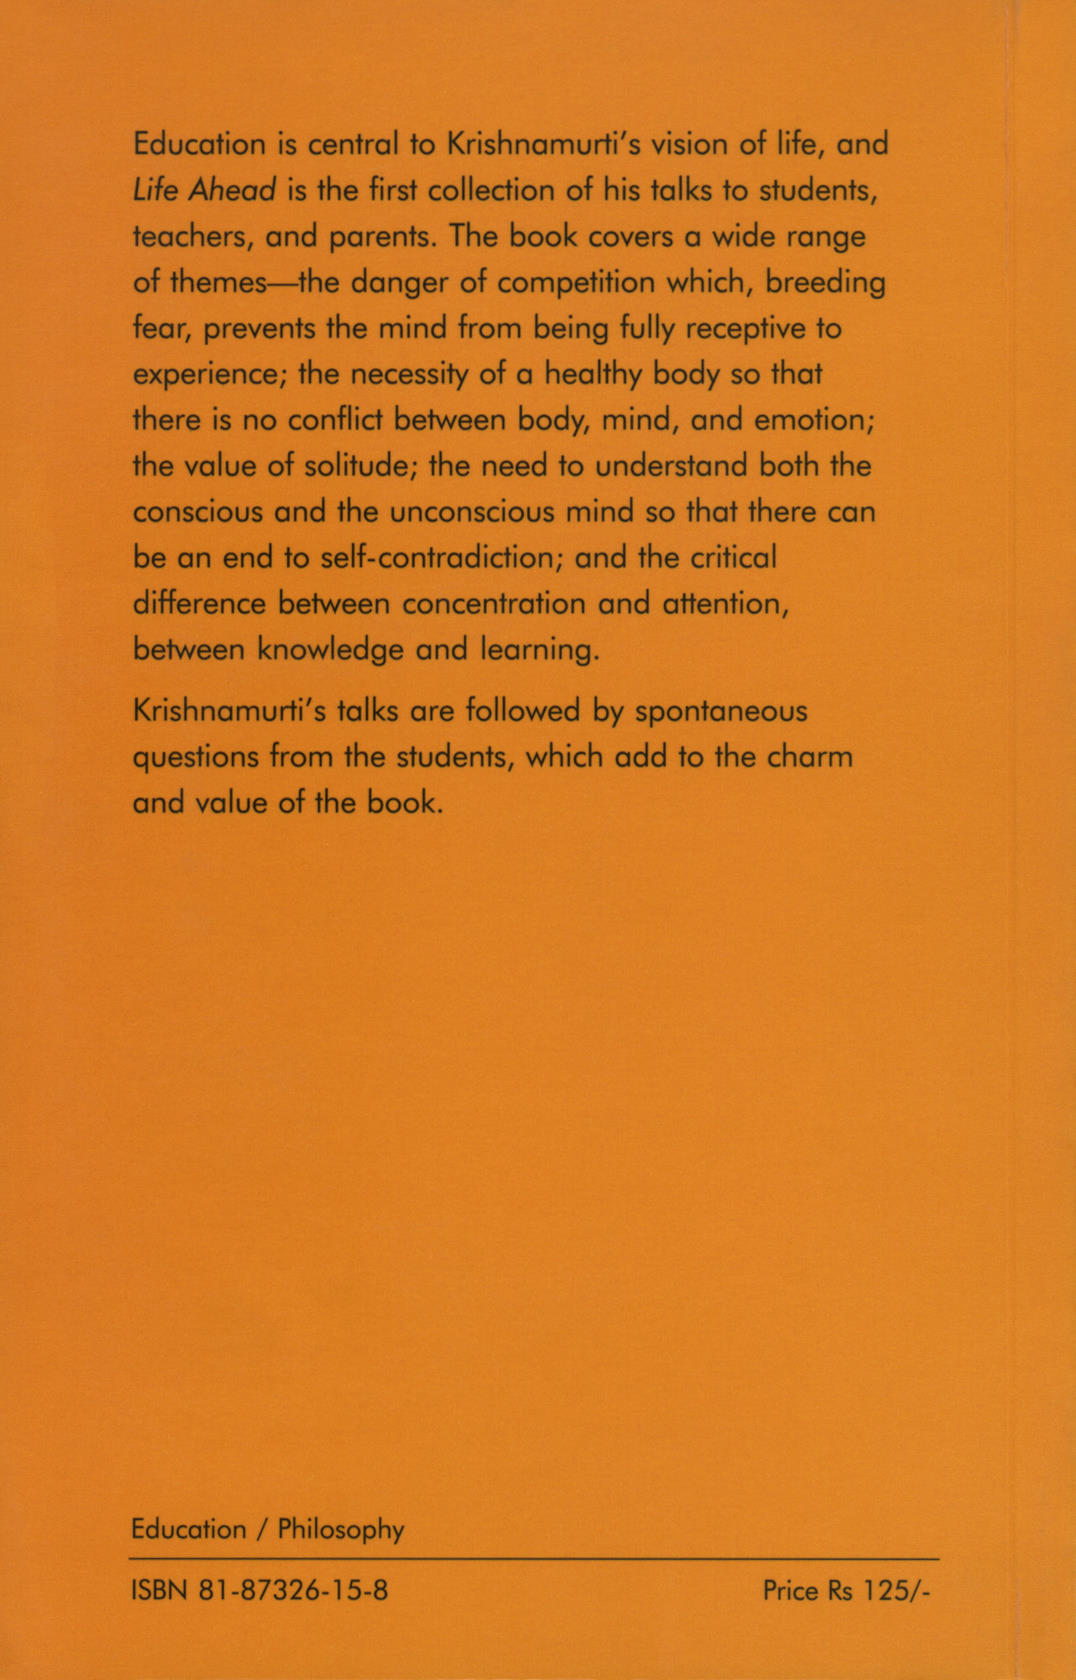 Education is central to Krishnamurti's vision of life, and
Life Ahead is the first collection of his talks to students,
teachers, and parents. The book covers a wide range
of themes—the danger of competition which, breeding
fear, prevents the mind from being fully receptive to
experience; the necessity of a healthy body so that
there is no conflict between body, mind, and emotion;
the value of solitude; the need to understand both the
conscious and the unconscious mind so that there can
be an end to self-contradiction; and the critical
difference between concentration and attention,
between knowledge and learning.
Krishnamurti's talks are followed by spontaneous
questions from the students, which add to the charm
and value of the book.
Education / Philosophy
ISBN 81-87326-15-8 Price Rs 125/-